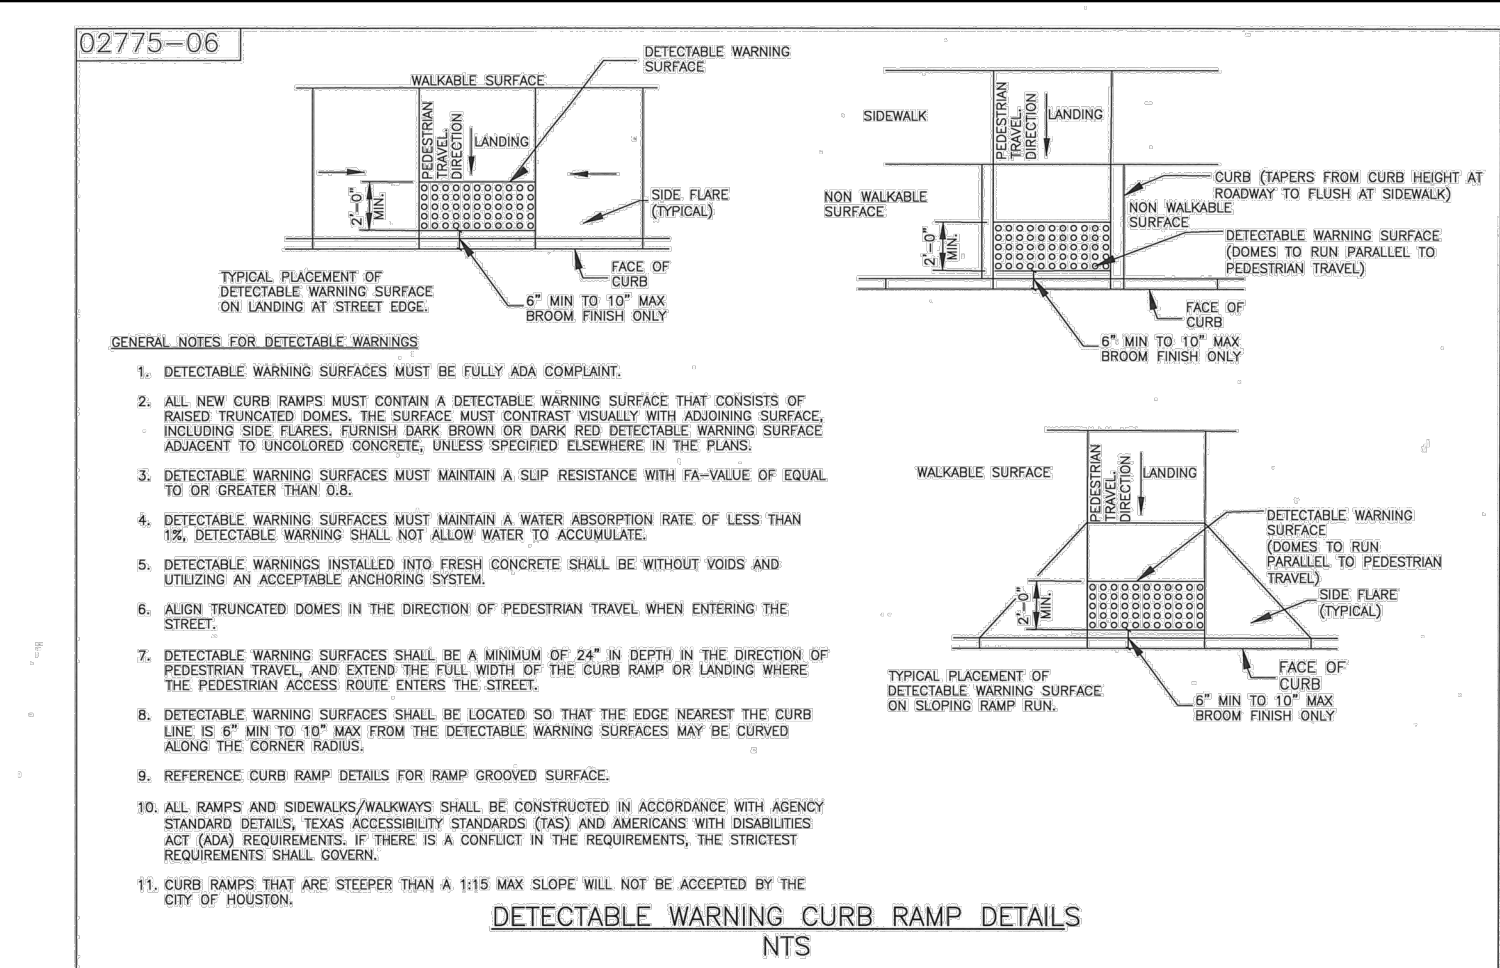 02775-06
DETECTABLE WARNING
SURFACE
WALKABLE SURFACE
PEDESTRIAN
TRAVEL.
DIRECTION
LANDING
2'-0"
MIN.
SIDE FLARE
(TYPICAL)
FACE OF
CURB
6" MIN TO 10" MAX
BROOM FINISH ONLY
TYPICAL PLACEMENT OF
DETECTABLE WARNING SURFACE
ON LANDING AT STREET EDGE.
SIDEWALK
PEDESTRIAN
TRAVEL.
DIRECTION
LANDING
NON WALKABLE
SURFACE
2'-0"
MIN.
CURB (TAPERS FROM CURB HEIGHT AT
ROADWAY TO FLUSH AT SIDEWALK)
NON WALKABLE
SURFACE
DETECTABLE WARNING SURFACE
(DOMES TO RUN PARALLEL TO
PEDESTRIAN TRAVEL)
FACE OF
CURB
6" MIN TO 10" MAX
BROOM FINISH ONLY
GENERAL NOTES FOR DETECTABLE WARNINGS
1. DETECTABLE WARNING SURFACES MUST BE FULLY ADA COMPLAINT.
2. ALL NEW CURB RAMPS MUST CONTAIN A DETECTABLE WARNING SURFACE THAT CONSISTS OF
RAISED TRUNCATED DOMES. THE SURFACE MUST CONTRAST VISUALLY WITH ADJOINING SURFACE,
INCLUDING SIDE FLARES. FURNISH DARK BROWN OR DARK RED DETECTABLE WARNING SURFACE
ADJACENT TO UNCOLORED CONCRETE, UNLESS SPECIFIED ELSEWHERE IN THE PLANS.
3. DETECTABLE WARNING SURFACES MUST MAINTAIN A SLIP RESISTANCE WITH FA-VALUE OF EQUAL
TO OR GREATER THAN 0.8.
4. DETECTABLE WARNING SURFACES MUST MAINTAIN A WATER ABSORPTION RATE OF LESS THAN
1%, DETECTABLE WARNING SHALL NOT ALLOW WATER TO ACCUMULATE.
5. DETECTABLE WARNINGS INSTALLED INTO FRESH CONCRETE SHALL BE WITHOUT VOIDS AND
UTILIZING AN ACCEPTABLE ANCHORING SYSTEM.
6. ALIGN TRUNCATED DOMES IN THE DIRECTION OF PEDESTRIAN TRAVEL WHEN ENTERING THE
STREET.
7. DETECTABLE WARNING SURFACES SHALL BE A MINIMUM OF 24" IN DEPTH IN THE DIRECTION OF
PEDESTRIAN TRAVEL, AND EXTEND THE FULL WIDTH OF THE CURB RAMP OR LANDING WHERE
THE PEDESTRIAN ACCESS ROUTE ENTERS THE STREET.
8. DETECTABLE WARNING SURFACES SHALL BE LOCATED SO THAT THE EDGE NEAREST THE CURB
LINE IS 6" MIN TO 10" MAX FROM THE DETECTABLE WARNING SURFACES MAY BE CURVED
ALONG THE CORNER RADIUS.
9. REFERENCE CURB RAMP DETAILS FOR RAMP GROOVED SURFACE.
10. ALL RAMPS AND SIDEWALKS/WALKWAYS SHALL BE CONSTRUCTED IN ACCORDANCE WITH AGENCY
STANDARD DETAILS, TEXAS ACCESSIBILITY STANDARDS (TAS) AND AMERICANS WITH DISABILITIES
ACT (ADA) REQUIREMENTS. IF THERE IS A CONFLICT IN THE REQUIREMENTS, THE STRICTEST
REQUIREMENTS SHALL GOVERN.
11. CURB RAMPS THAT ARE STEEPER THAN A 1:15 MAX SLOPE WILL NOT BE ACCEPTED BY THE
CITY OF HOUSTON.
WALKABLE SURFACE
PEDESTRIAN
TRAVEL.
DIRECTION
LANDING
DETECTABLE WARNING
SURFACE
(DOMES TO RUN
PARALLEL TO PEDESTRIAN
TRAVEL)
2'-0"
MIN.
SIDE FLARE
(TYPICAL)
FACE OF
CURB
6" MIN TO 10" MAX
BROOM FINISH ONLY
TYPICAL PLACEMENT OF
DETECTABLE WARNING SURFACE
ON SLOPING RAMP RUN.
DETECTABLE WARNING CURB RAMP DETAILS
NTS